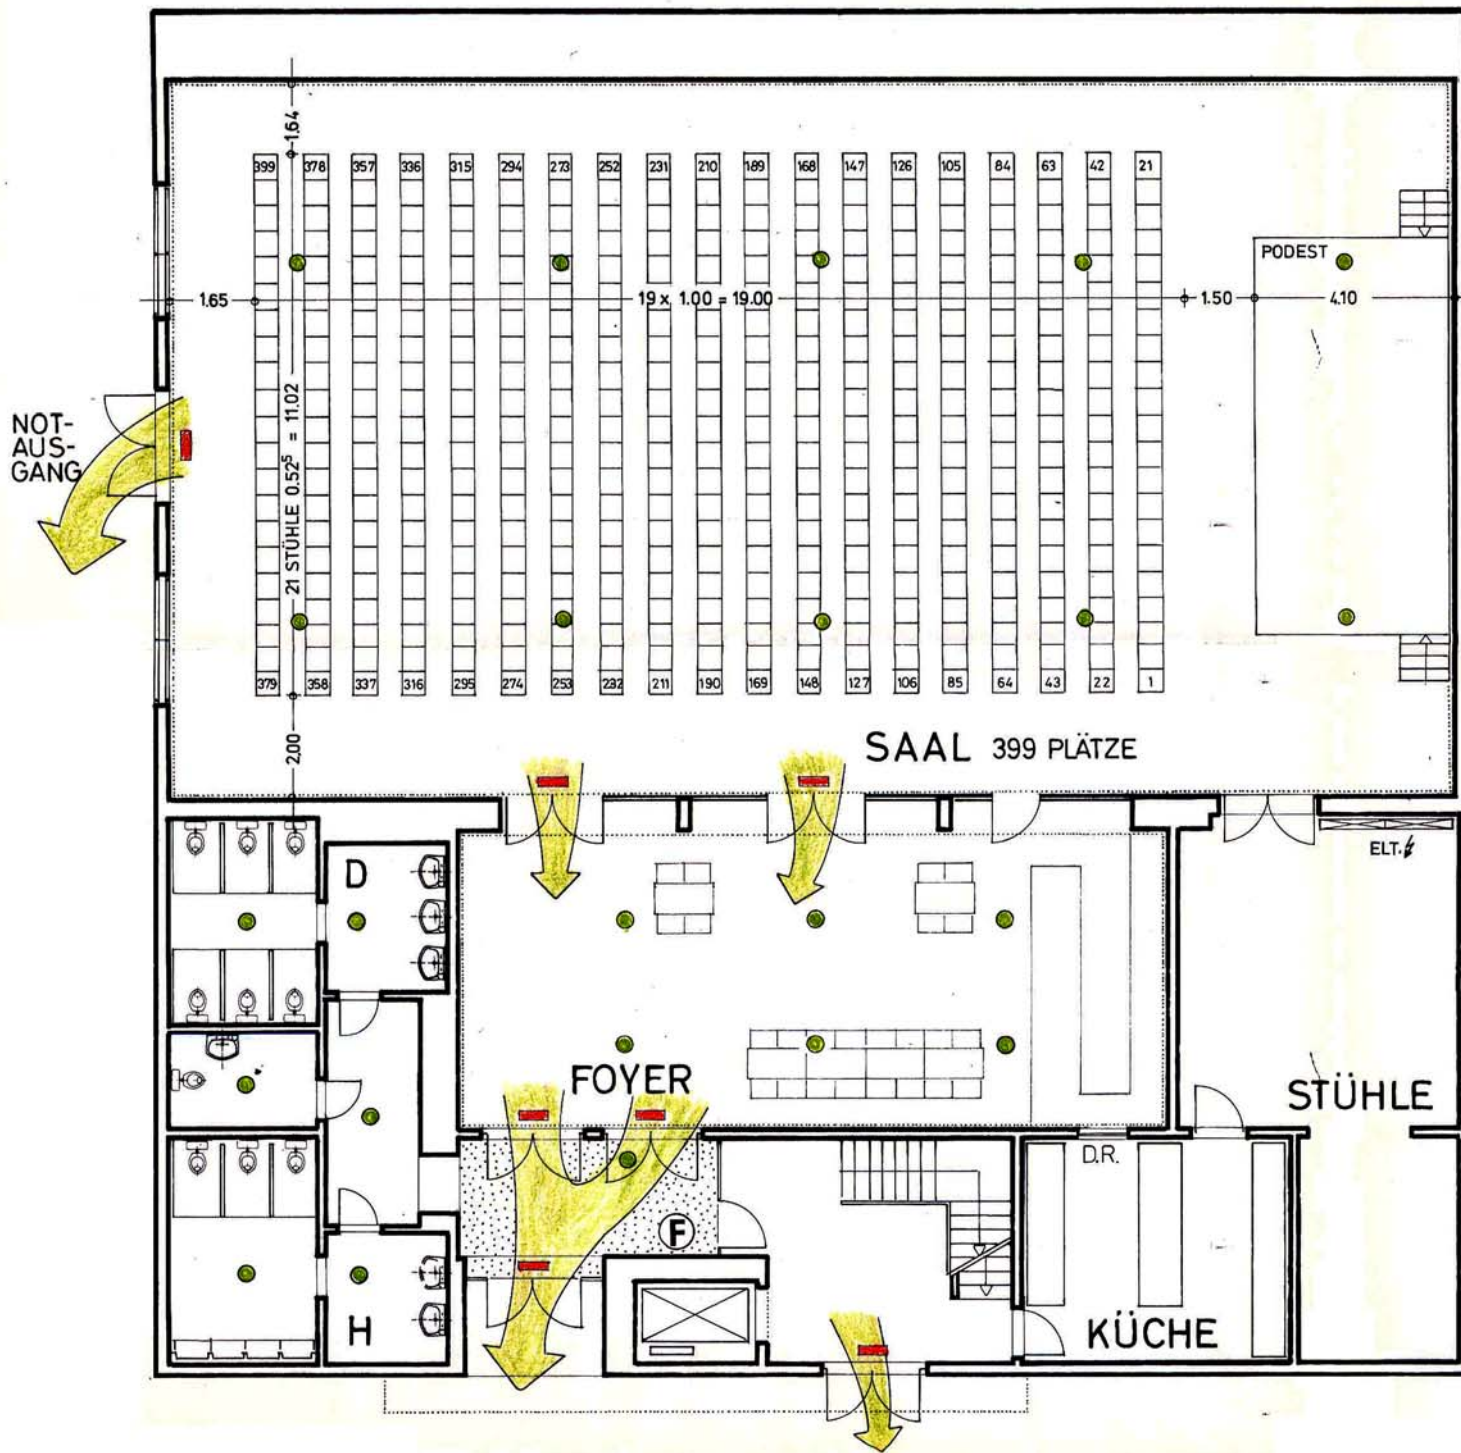 1.64
399 378 357 336 315 294 273 252 231 210 189 168 147 126 105 84 63 42 21
PODEST
1.65 19 x 1.00 = 19.00 1.50 4.10
21 STÜHLE 0.52⁵ = 11.02
NOT-
AUS-
GANG
379 358 337 316 295 274 253 232 211 190 169 148 127 106 85 64 43 22 1
2.00
SAAL 399 PLÄTZE
ELT.
D
FOYER
STÜHLE
D.R.
F
H
KÜCHE